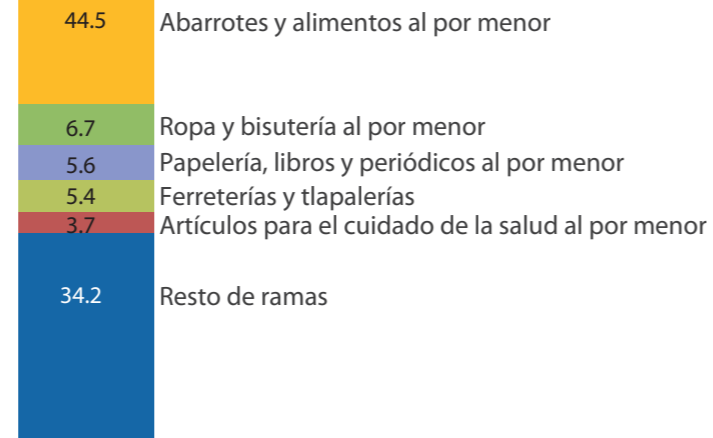 44.5 Abarrotes y alimentos al por menor
6.7 Ropa y bisutería al por menor
5.6 Papelería, libros y periódicos al por menor
5.4 Ferreterías y tlapalerías
3.7 Artículos para el cuidado de la salud al por menor
34.2 Resto de ramas